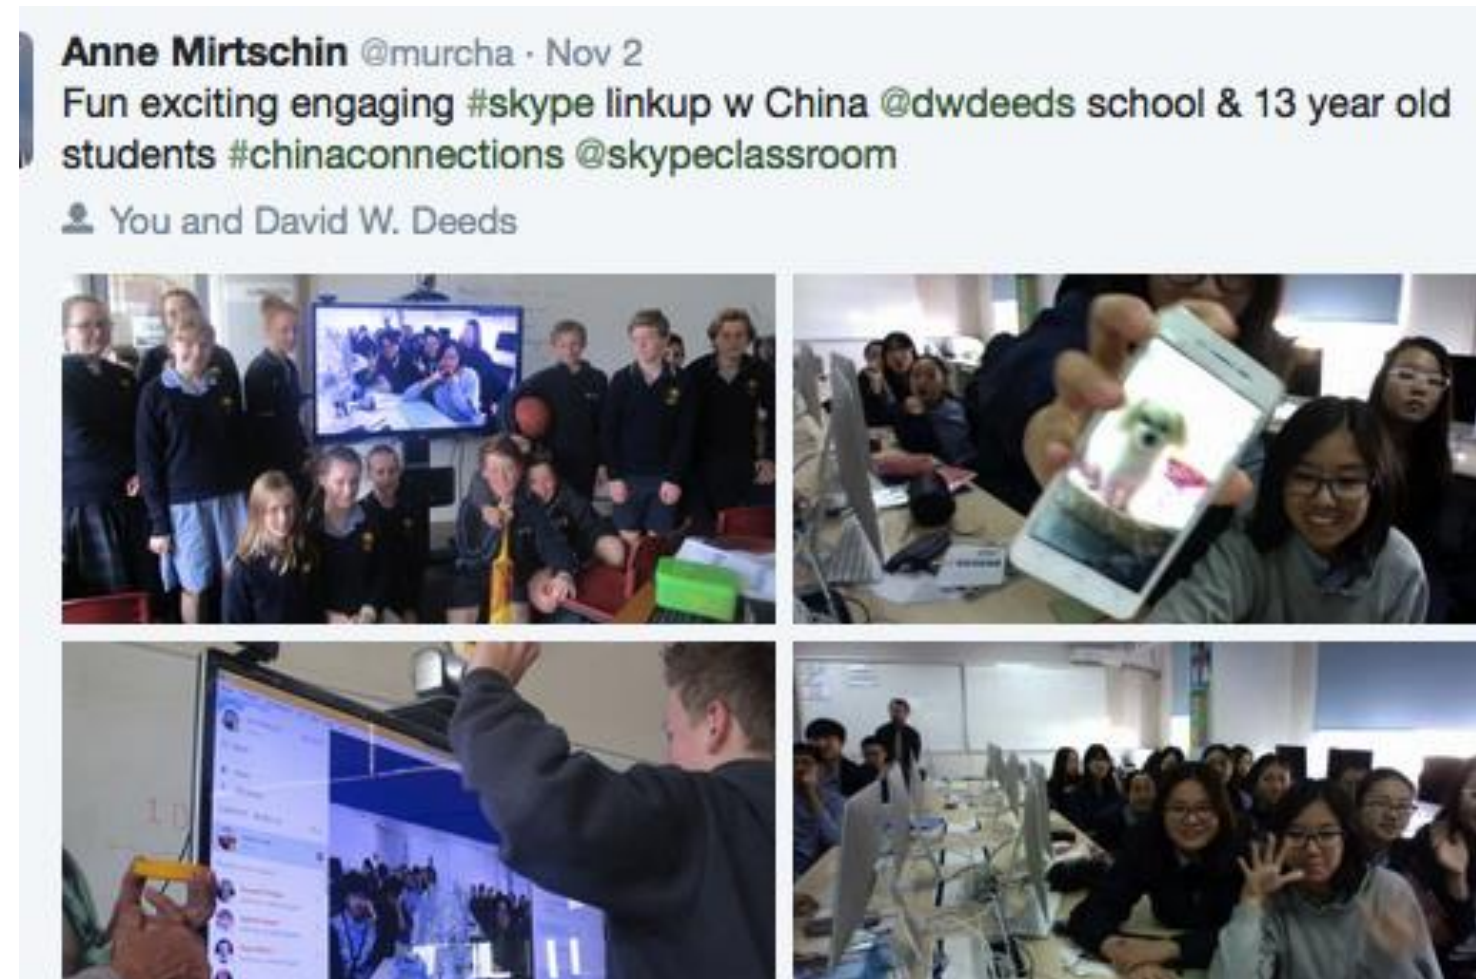 Anne Mirtschin @murcha · Nov 2
Fun exciting engaging #skype linkup w China @dwdeeds school & 13 year old
students #chinaconnections @skypeclassroom
You and David W. Deeds